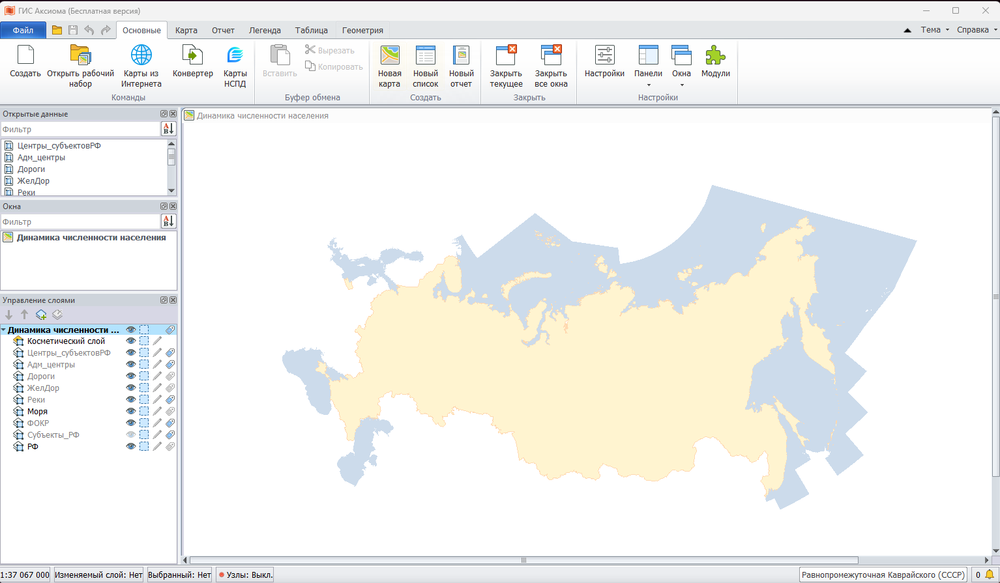 ГИС Аксиома (Бесплатная версия)
Файл Основные Карта Отчет Легенда Таблица Геометрия Тема Справка
Создать
Открыть рабочий набор
Карты из Интернета
Конвертер
Карты НСПД
Команды
Вставить
Вырезать
Копировать
Буфер обмена
Новая карта
Новый список
Новый отчет
Создать
Закрыть текущее
Закрыть все окна
Закрыть
Настройки
Панели
Окна
Модули
Настройки
Открытые данные
Фильтр
Центры_субъектовРФ
Адм_центры
Дороги
ЖелДор
Реки
Окна
Фильтр
Динамика численности населения
Управление слоями
Динамика численности ...
Косметический слой
Центры_субъектовРФ
Адм_центры
Дороги
ЖелДор
Реки
Моря
ФОКР
Субъекты_РФ
РФ
Динамика численности населения
1:37 067 000
Изменяемый слой: Нет
Выбранный: Нет
Узлы: Выкл.
Равнопромежуточная Каврайского (СССР)
0